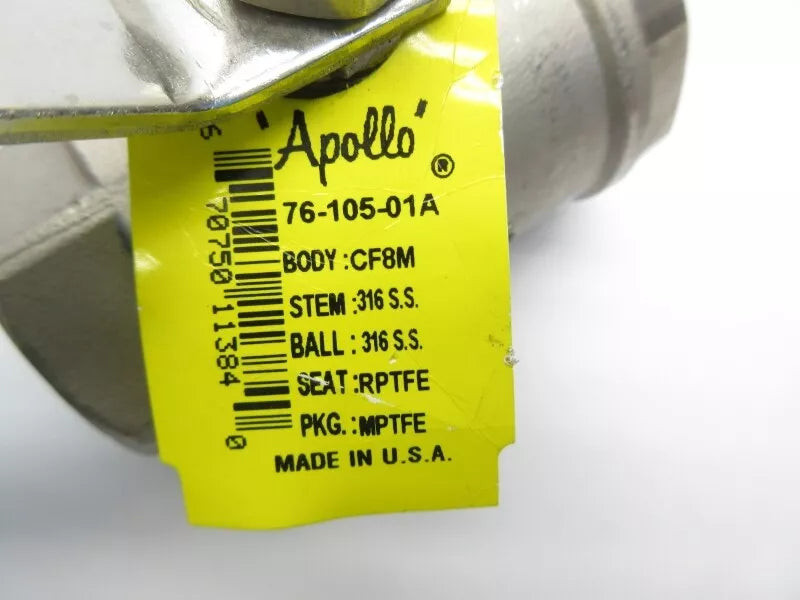 "Apollo"®
76-105-01A
BODY:CF8M
STEM:316 S.S.
BALL:316 S.S.
SEAT:RPTFE
PKG.:MPTFE
MADE IN U.S.A.
6 70750 11384 0